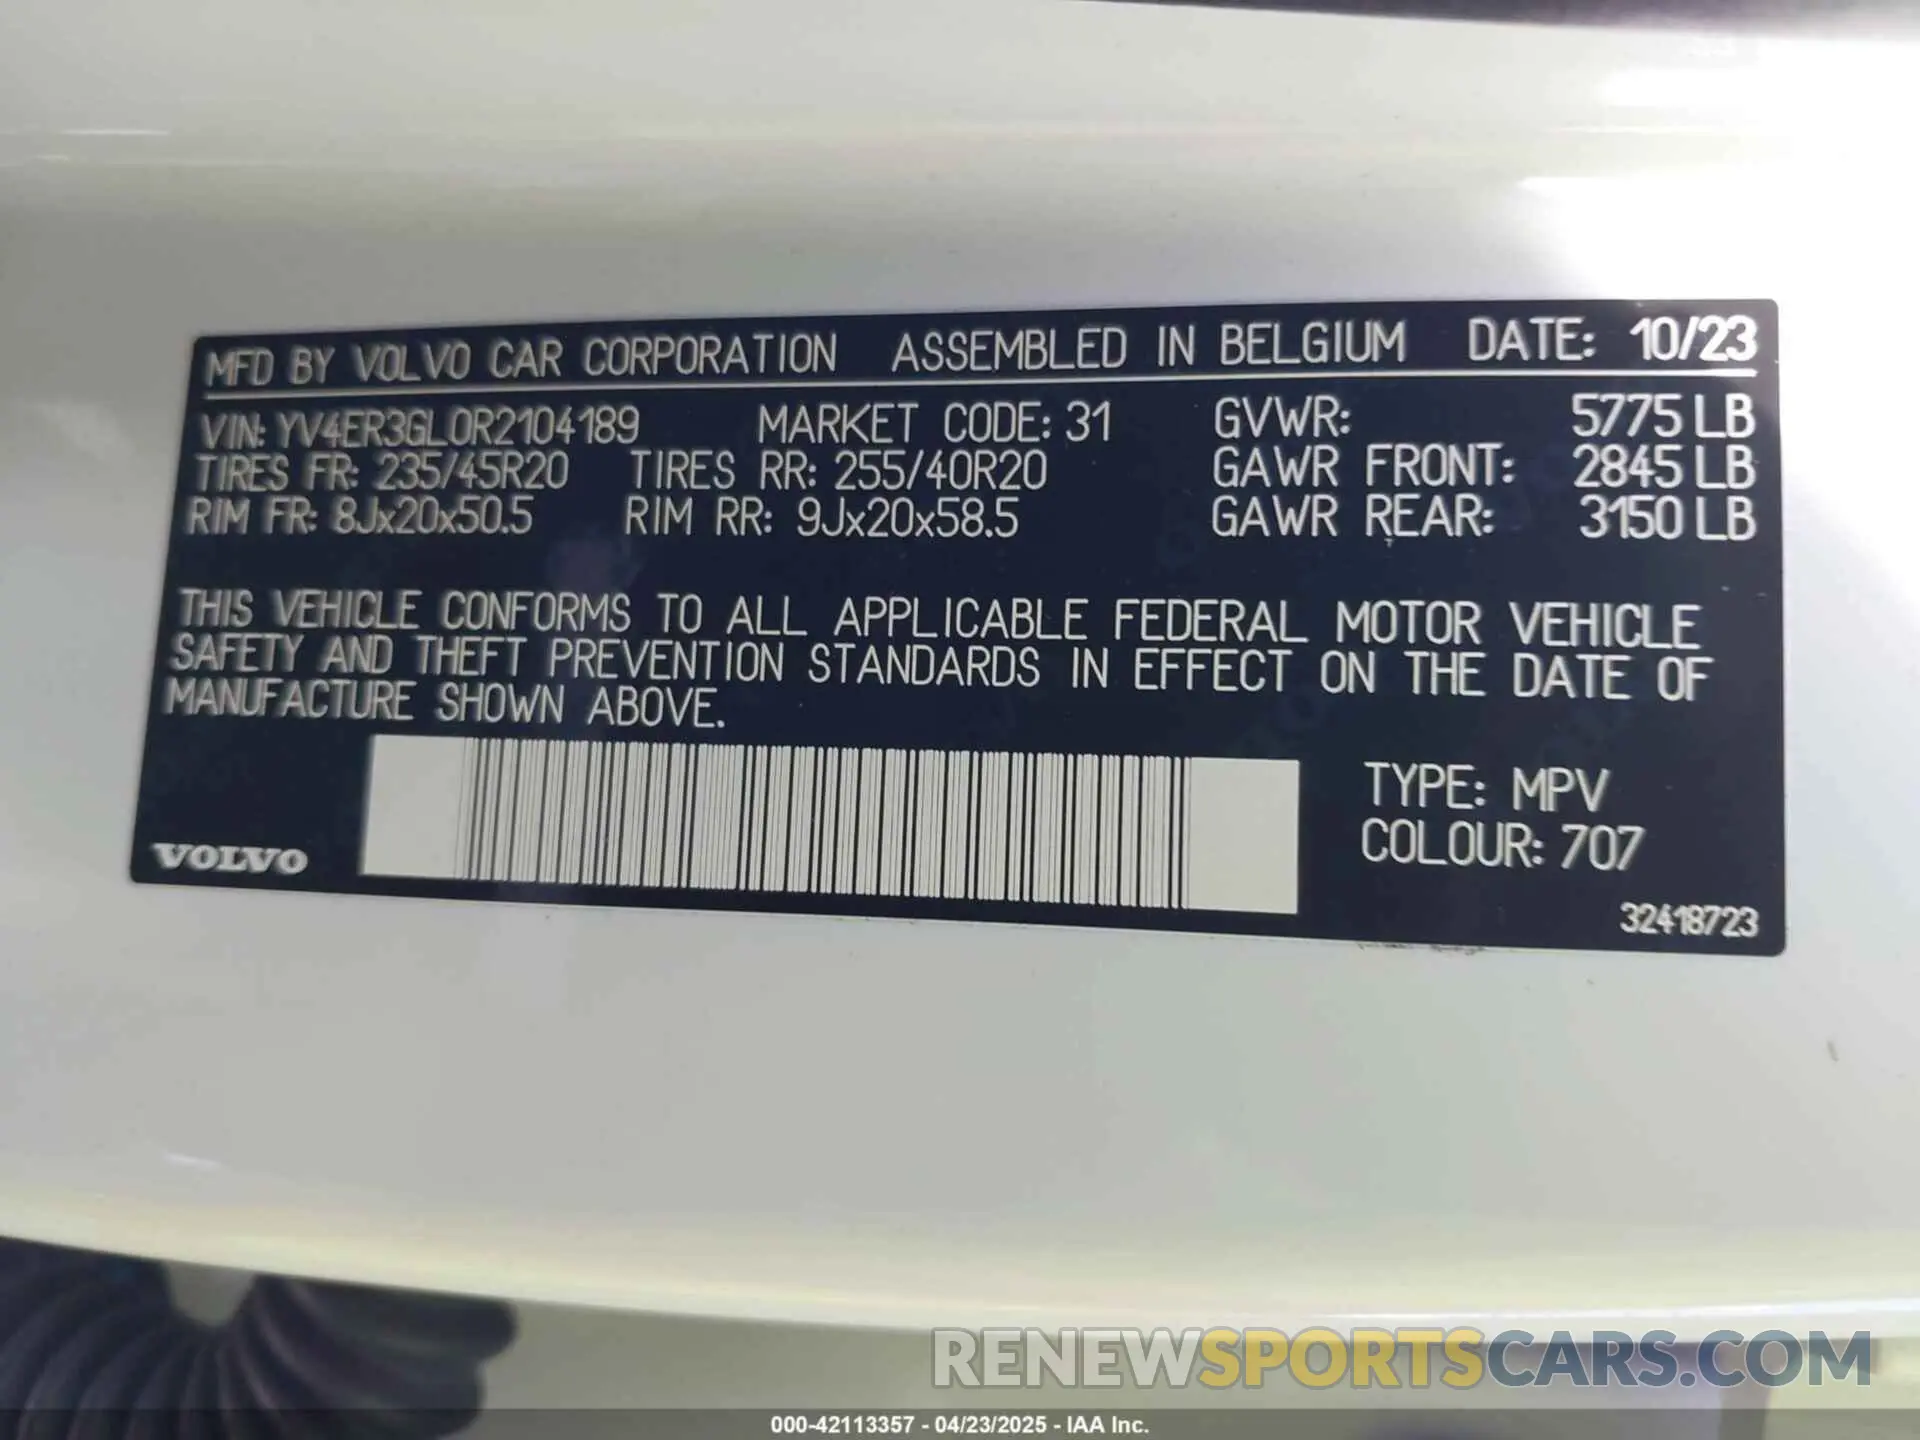 MFD BY VOLVO CAR CORPORATION ASSEMBLED IN BELGIUM DATE: 10/23
VIN: YV4ER3GL0R2104189 MARKET CODE: 31 GVWR: 5775 LB
TIRES FR: 235/45R20 TIRES RR: 255/40R20 GAWR FRONT: 2845 LB
RIM FR: 8Jx20x50.5 RIM RR: 9Jx20x58.5 GAWR REAR: 3150 LB
THIS VEHICLE CONFORMS TO ALL APPLICABLE FEDERAL MOTOR VEHICLE
SAFETY AND THEFT PREVENTION STANDARDS IN EFFECT ON THE DATE OF
MANUFACTURE SHOWN ABOVE.
TYPE: MPV
COLOUR: 707
VOLVO
32418723
RENEWSPORTSCARS.COM
000-42113357 - 04/23/2025 - IAA Inc.